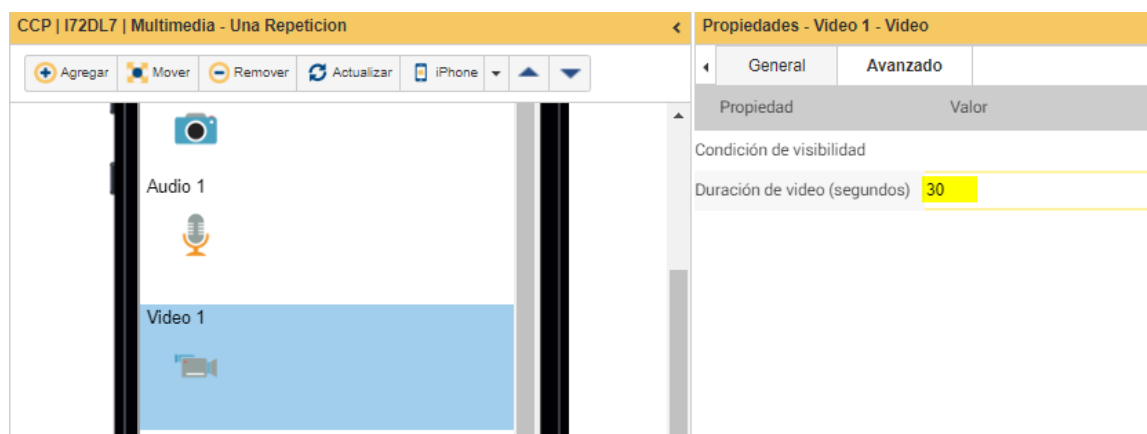 CCP | I72DL7 | Multimedia - Una Repeticion
Agregar Mover Remover Actualizar iPhone
Audio 1
Video 1
Propiedades - Video 1 - Video
General Avanzado
Propiedad Valor
Condición de visibilidad
Duración de video (segundos) 30